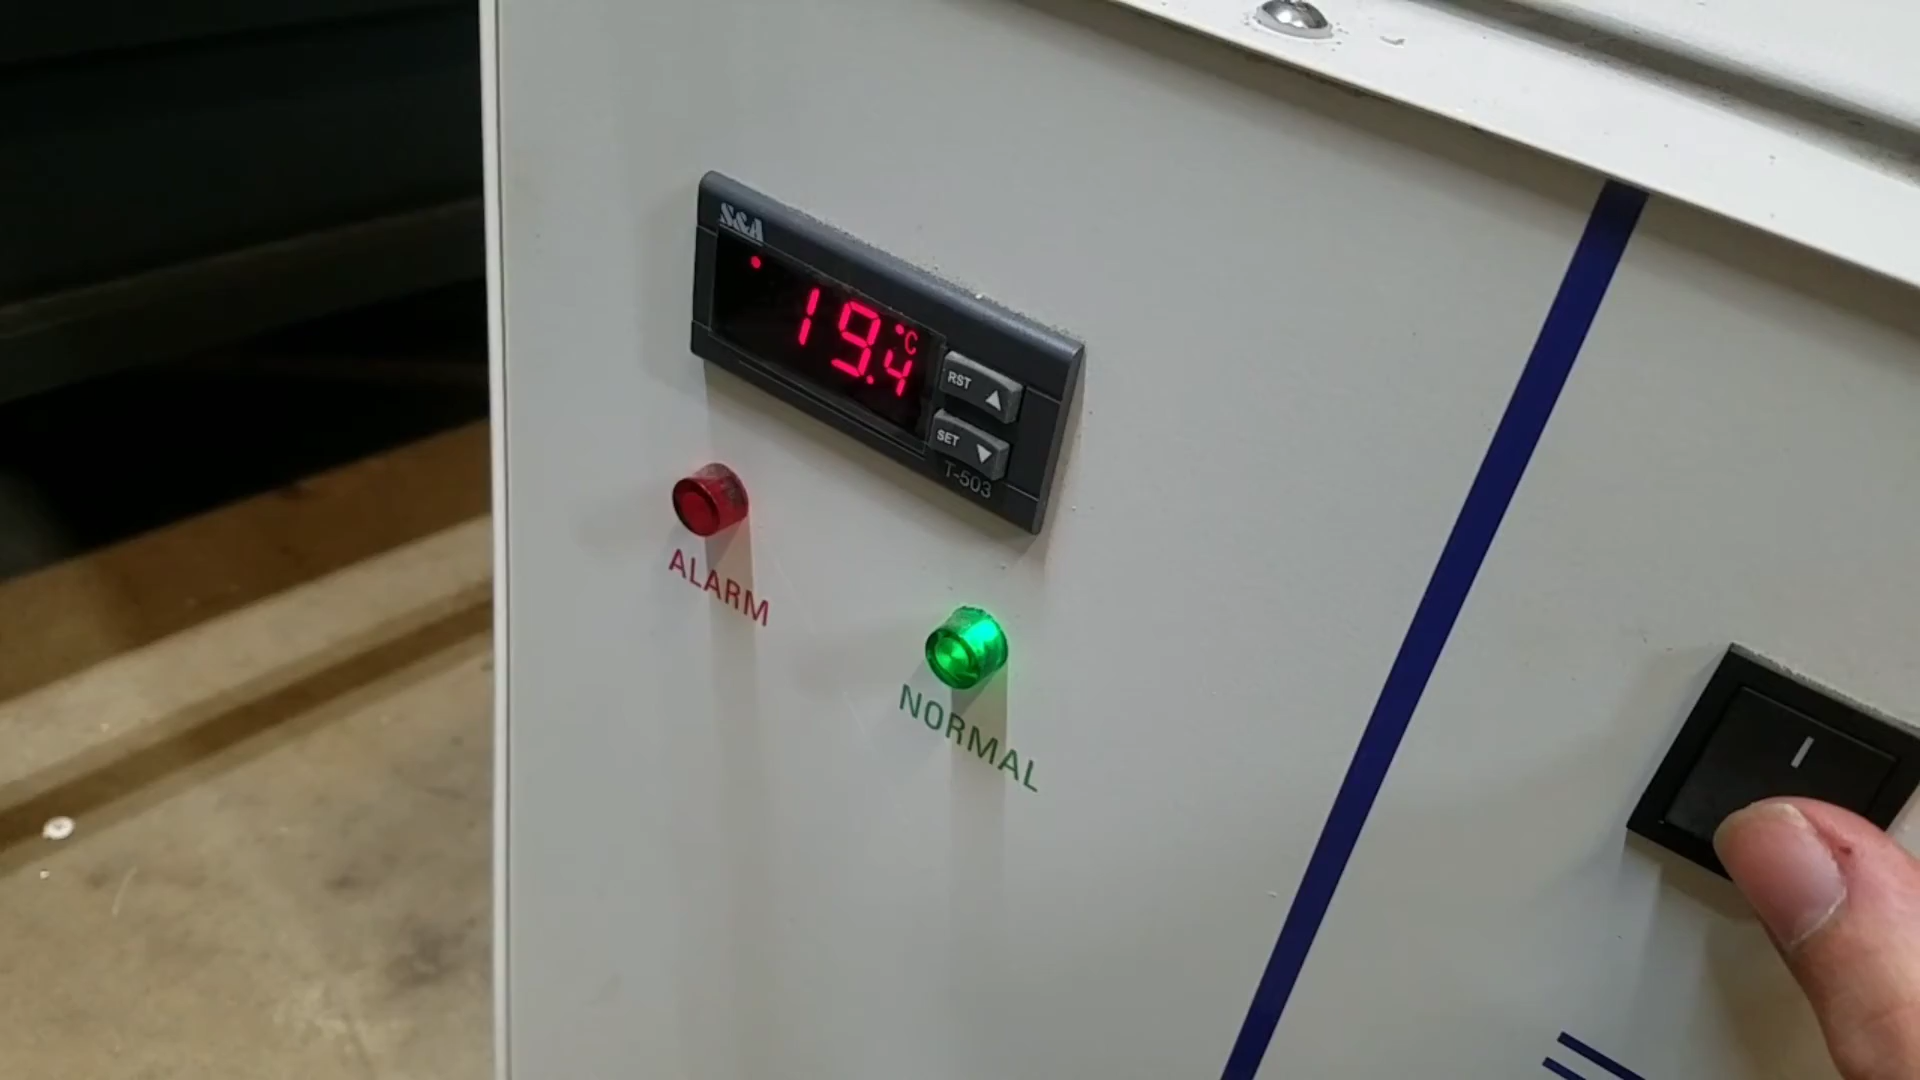 S&A
19.4 °C
RST ▲
SET ▼
T-503
ALARM
NORMAL